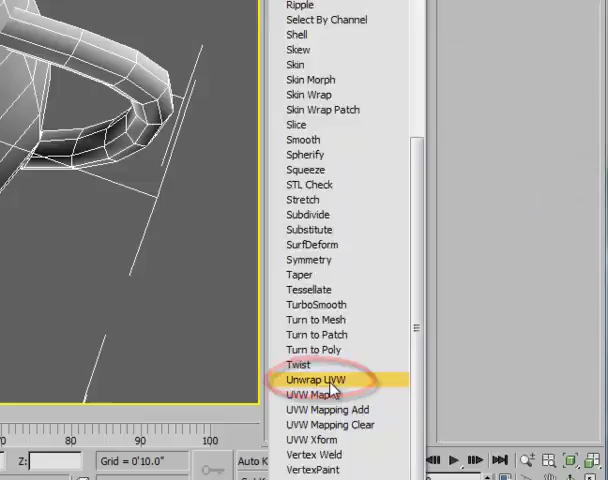 Ripple
Select By Channel
Shell
Skew
Skin
Skin Morph
Skin Wrap
Skin Wrap Patch
Slice
Smooth
Spherify
Squeeze
STL Check
Stretch
Subdivide
Substitute
SurfDeform
Symmetry
Taper
Tessellate
TurboSmooth
Turn to Mesh
Turn to Patch
Turn to Poly
Twist
Unwrap UVW
UVW Map
UVW Mapping Add
UVW Mapping Clear
UVW Xform
Vertex Weld
VertexPaint
70 80 90 100
Z: Grid = 0'10.0" Auto K